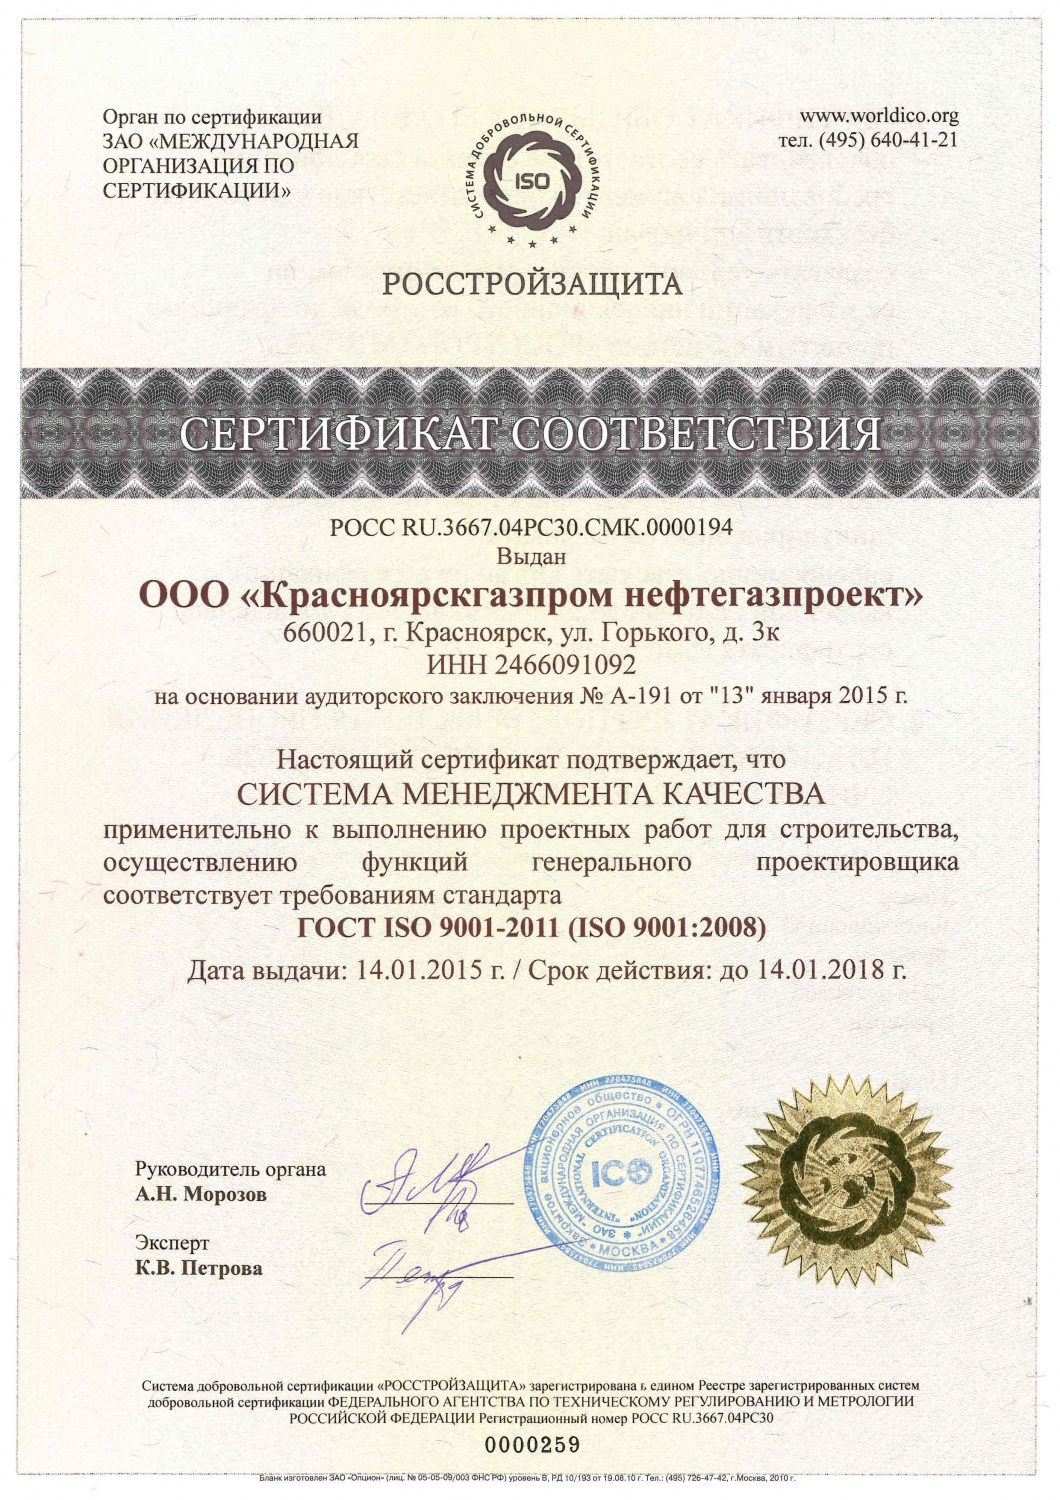 Орган по сертификации
ЗАО «МЕЖДУНАРОДНАЯ
ОРГАНИЗАЦИЯ ПО
СЕРТИФИКАЦИИ»
www.worldico.org
тел. (495) 640-41-21
СИСТЕМА ДОБРОВОЛЬНОЙ СЕРТИФИКАЦИИ
ISO
РОССТРОЙЗАЩИТА
СЕРТИФИКАТ СООТВЕТСТВИЯ
РОСС RU.3667.04РС30.СМК.0000194
Выдан
ООО «Красноярскгазпром нефтегазпроект»
660021, г. Красноярск, ул. Горького, д. 3к
ИНН 2466091092
на основании аудиторского заключения № А-191 от "13" января 2015 г.
Настоящий сертификат подтверждает, что
СИСТЕМА МЕНЕДЖМЕНТА КАЧЕСТВА
применительно к выполнению проектных работ для строительства,
осуществлению функций генерального проектировщика
соответствует требованиям стандарта
ГОСТ ISO 9001-2011 (ISO 9001:2008)
Дата выдачи: 14.01.2015 г. / Срок действия: до 14.01.2018 г.
Руководитель органа
А.Н. Морозов
Эксперт
К.В. Петрова
Закрытое акционерное общество * ОГРН 1107746526468 * МОСКВА *
ЗАО "МЕЖДУНАРОДНАЯ ОРГАНИЗАЦИЯ ПО СЕРТИФИКАЦИИ" *
"INTERNATIONAL CERTIFICATION ORGANIZATION"
ICO
Система добровольной сертификации «РОССТРОЙЗАЩИТА» зарегистрирована в едином Реестре зарегистрированных систем
добровольной сертификации ФЕДЕРАЛЬНОГО АГЕНТСТВА ПО ТЕХНИЧЕСКОМУ РЕГУЛИРОВАНИЮ И МЕТРОЛОГИИ
РОССИЙСКОЙ ФЕДЕРАЦИИ Регистрационный номер РОСС RU.3667.04РС30
0000259
Бланк изготовлен ЗАО «Опцион» (лиц. № 05-05-09/003 ФНС РФ) уровень В, РД 10/193 от 19.08.10 г. Тел.: (495) 726-47-42, г.Москва, 2010 г.